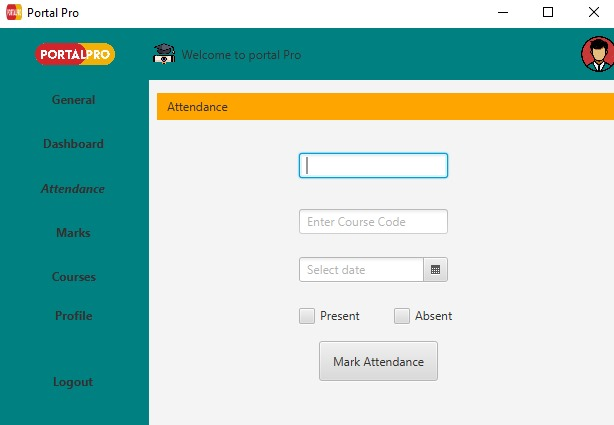 Portal Pro
PORTALPRO
Welcome to portal Pro
General
Dashboard
Attendance
Marks
Courses
Profile
Logout
Attendance
Enter Course Code
Select date
Present
Absent
Mark Attendance